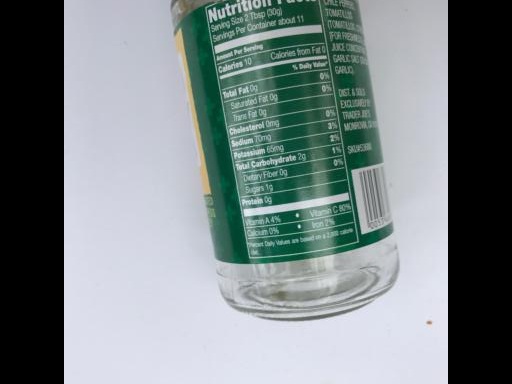 Nutrition Facts
Serving Size 2 Tbsp (30g)
Servings Per Container about 11
Amount Per Serving
Calories 10 Calories from Fat 0
% Daily Value*
Total Fat 0g 0%
Saturated Fat 0g 0%
Trans Fat 0g
Cholesterol 0mg 0%
Sodium 70mg 3%
Potassium 65mg 2%
Total Carbohydrate 2g 1%
Dietary Fiber 0g 0%
Sugars 1g
Protein 0g
Vitamin A 4% • Vitamin C 80%
Calcium 0% • Iron 2%
*Percent Daily Values are based on a 2,000 calorie
diet.
TOMATILLOS
JUICE
GARLIC
GARLIC)
DIST. & SOLD
EXCLUSIVELY BY
TRADER JOE'S
MONROVIA, CA